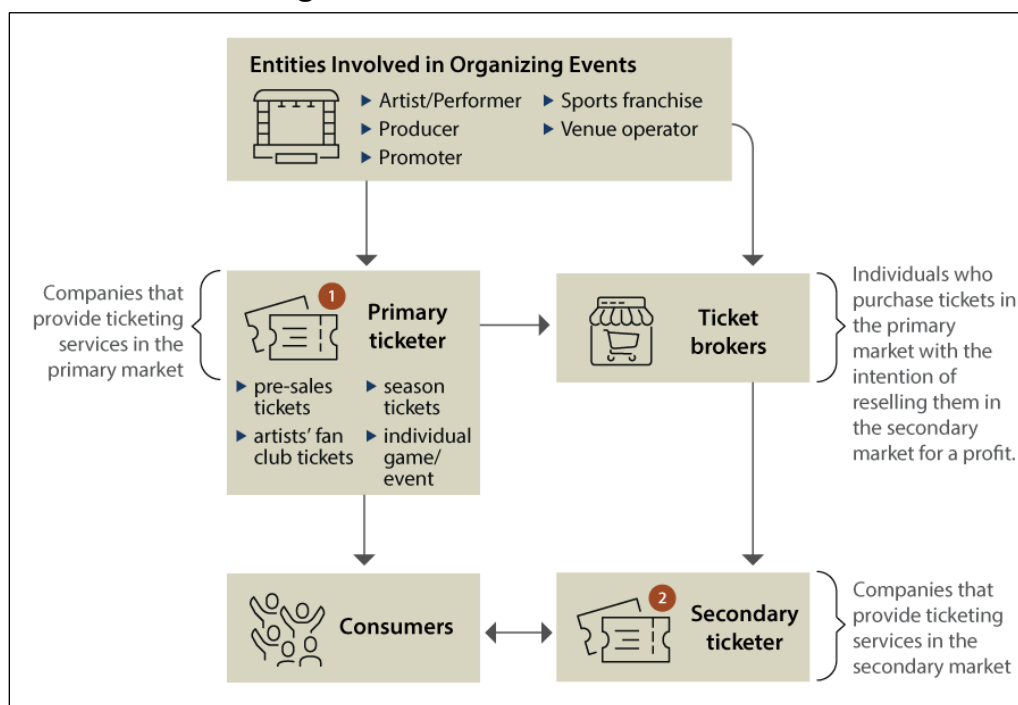 Entities Involved in Organizing Events
▶ Artist/Performer
▶ Producer
▶ Promoter
▶ Sports franchise
▶ Venue operator
Companies that
provide ticketing
services in the
primary market
1
Primary
ticketer
▶ pre-sales
tickets
▶ artists' fan
club tickets
▶ season
tickets
▶ individual
game/
event
Ticket
brokers
Individuals who
purchase tickets in
the primary
market with the
intention of
reselling them in
the secondary
market for a profit.
Consumers
2
Secondary
ticketer
Companies that
provide ticketing
services in the
secondary market